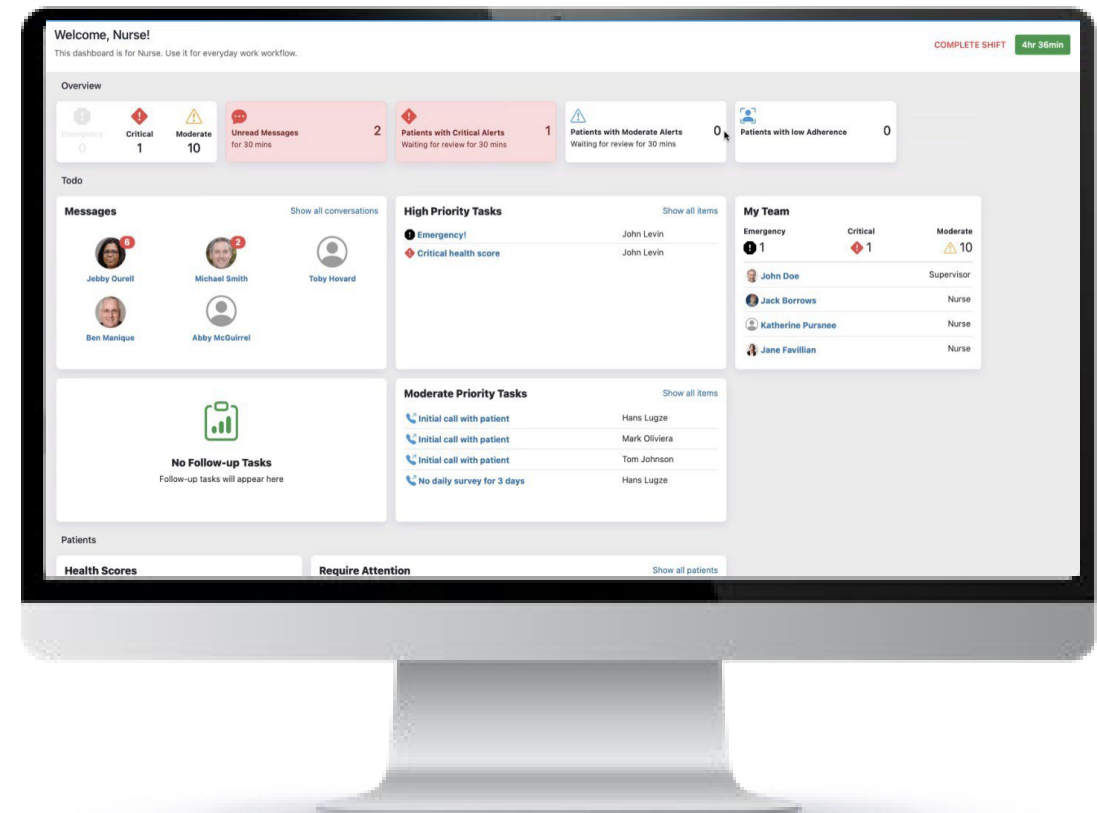 Welcome, Nurse!
This dashboard is for Nurse. Use it for everyday work workflow.
COMPLETE SHIFT
4hr 36min
Overview
Emergency
0
Critical
1
Moderate
10
Unread Messages
for 30 mins
2
Patients with Critical Alerts
Waiting for review for 30 mins
1
Patients with Moderate Alerts
Waiting for review for 30 mins
0
Patients with low Adherence
0
Todo
Messages
Show all conversations
6
Jebby Ourell
2
Michael Smith
Toby Hovard
Ben Manique
Abby McGuirrel
High Priority Tasks
Show all items
Emergency! John Levin
Critical health score John Levin
My Team
Emergency
1
Critical
1
Moderate
10
John Doe Supervisor
Jack Borrows Nurse
Katherine Pursnee Nurse
Jane Favillian Nurse
No Follow-up Tasks
Follow-up tasks will appear here
Moderate Priority Tasks
Show all items
Initial call with patient Hans Lugze
Initial call with patient Mark Oliviera
Initial call with patient Tom Johnson
No daily survey for 3 days Hans Lugze
Patients
Health Scores
Require Attention
Show all patients